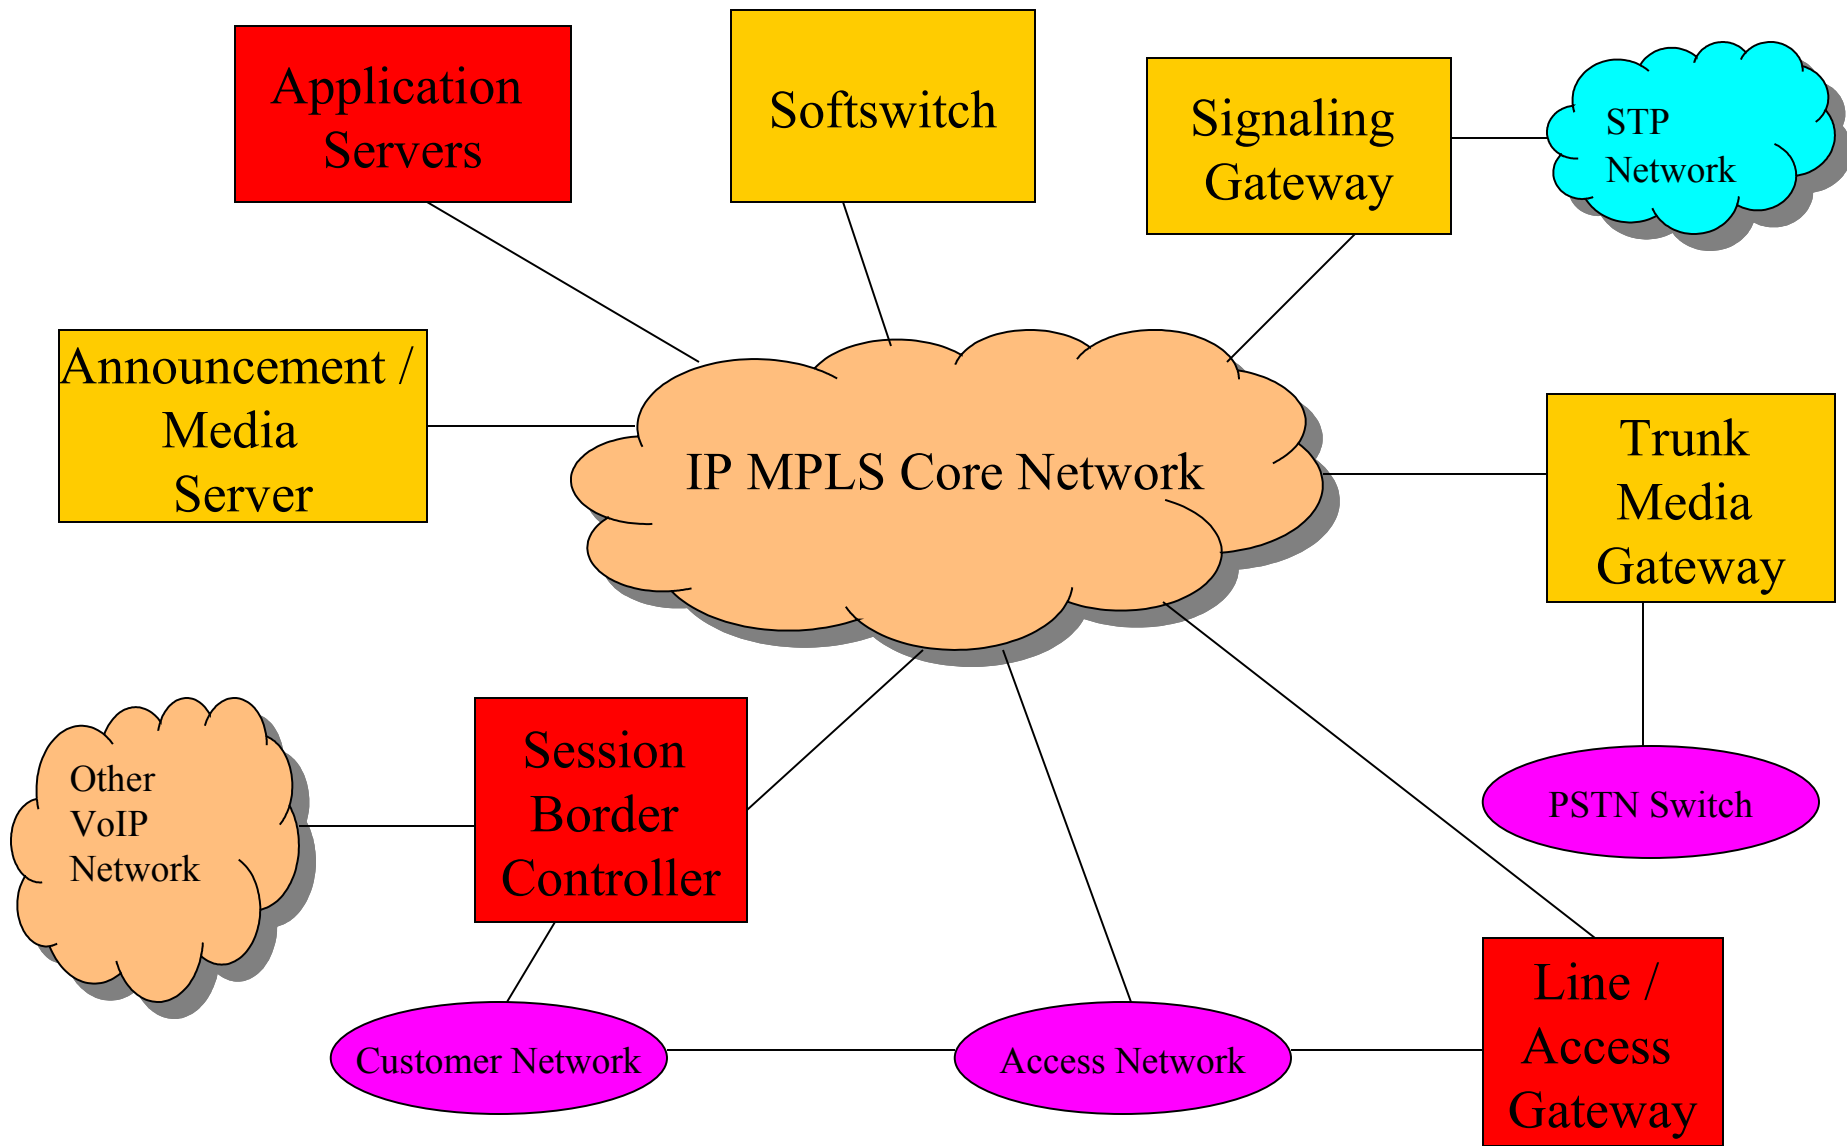 Application
Servers
Softswitch
Signaling
Gateway
STP
Network
Announcement /
Media
Server
IP MPLS Core Network
Trunk
Media
Gateway
Other
VoIP
Network
Session
Border
Controller
PSTN Switch
Customer Network
Access Network
Line /
Access
Gateway